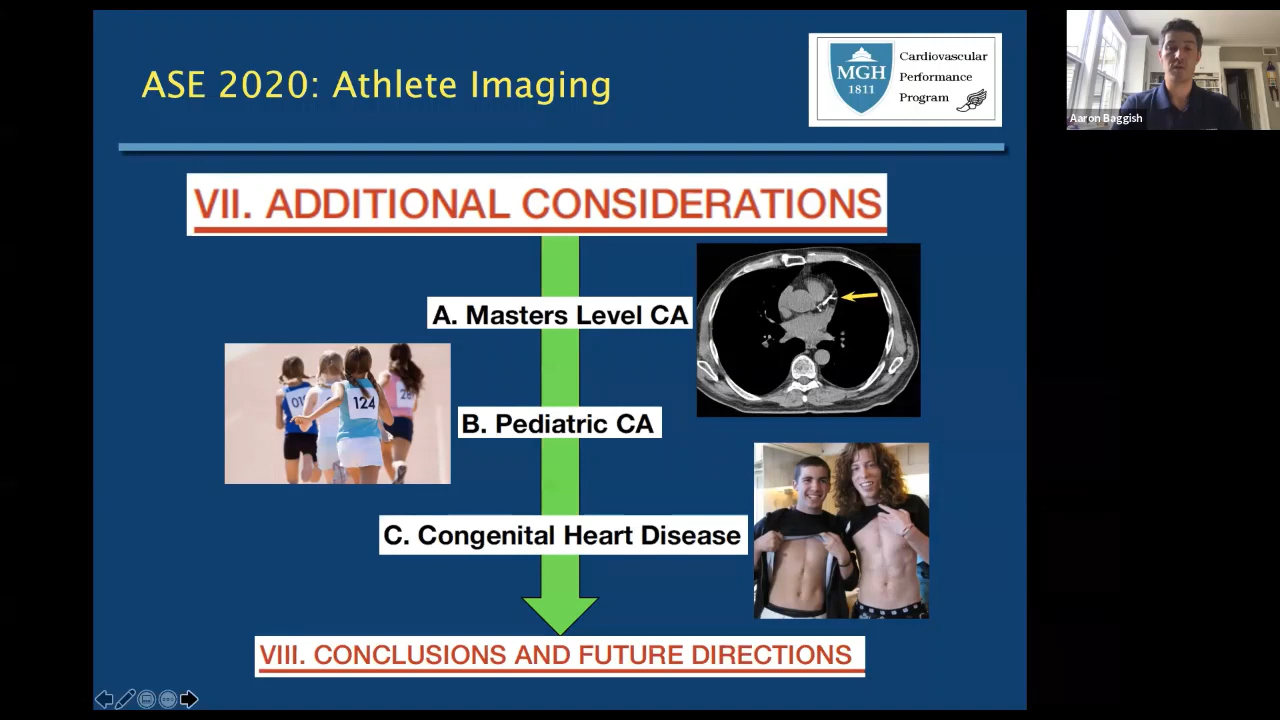 ASE 2020: Athlete Imaging
MGH
1811
Cardiovascular
Performance
Program
Aaron Baggish
VII. ADDITIONAL CONSIDERATIONS
A. Masters Level CA
124
B. Pediatric CA
C. Congenital Heart Disease
VIII. CONCLUSIONS AND FUTURE DIRECTIONS